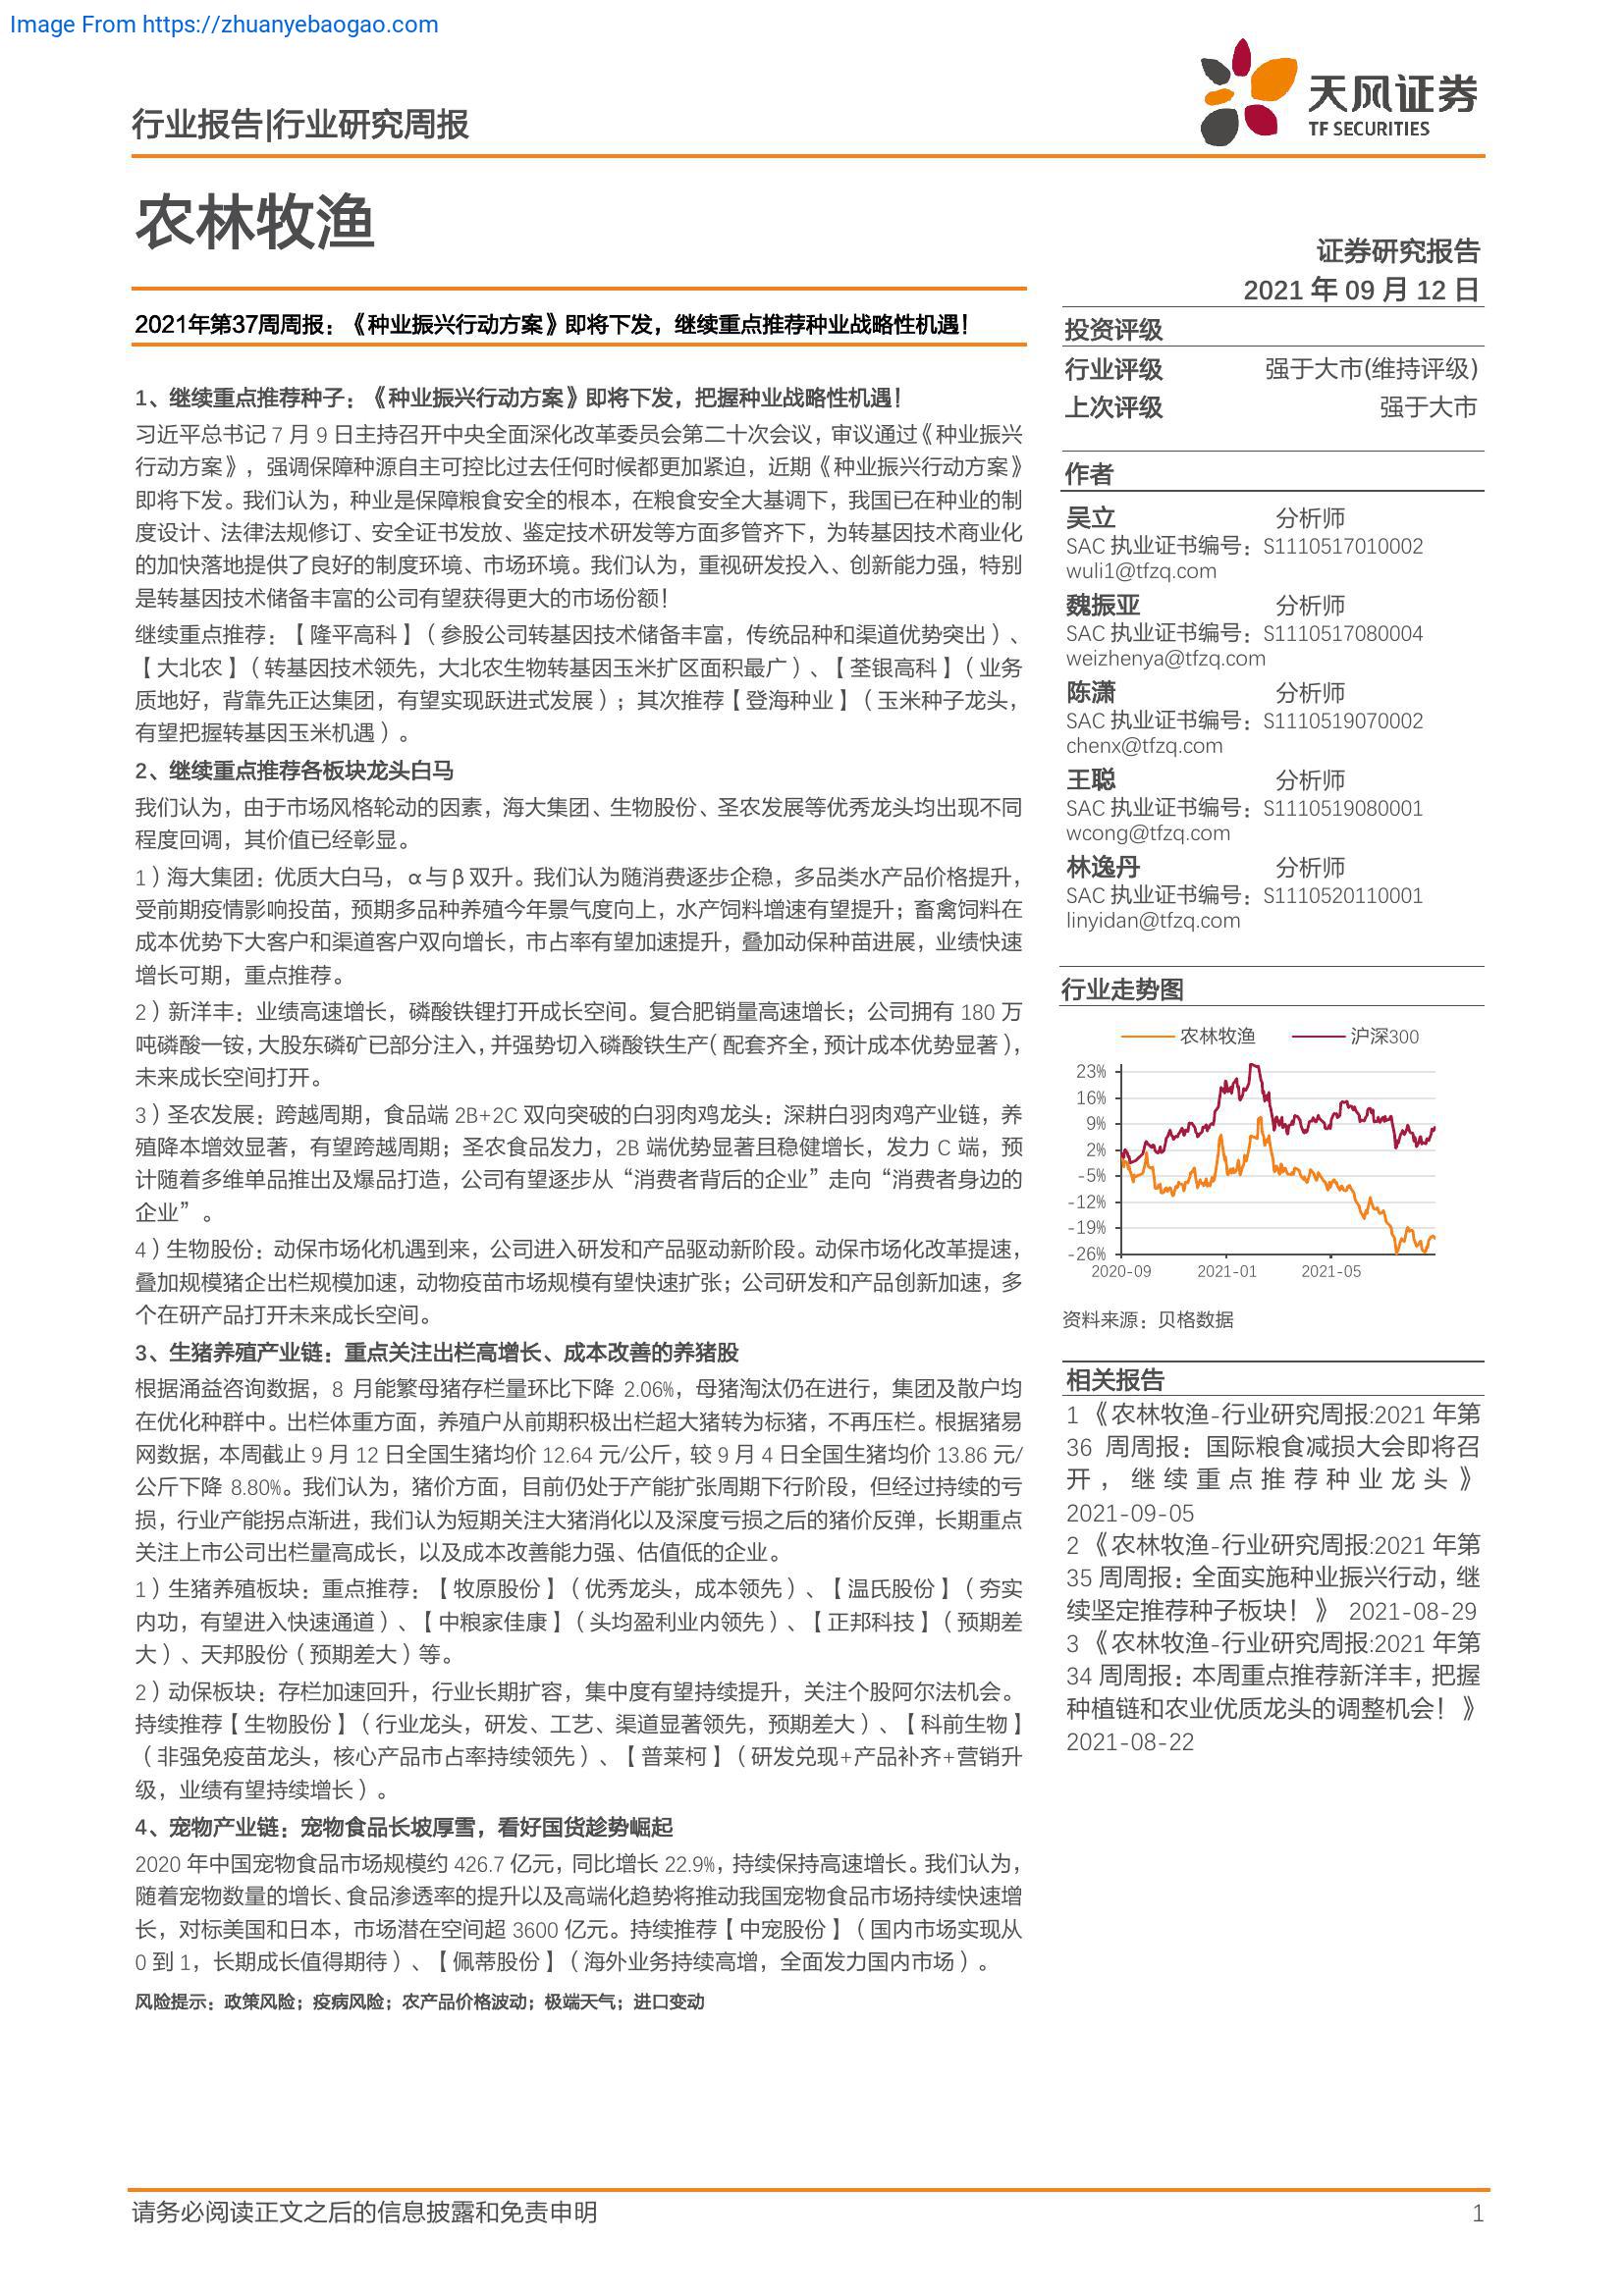 Image From https://zhuanyebaogao.com
行业报告|行业研究周报
天风证券
TF SECURITIES
农林牧渔
2021年第37周周报：《种业振兴行动方案》即将下发，继续重点推荐种业战略性机遇！
1、继续重点推荐种子：《种业振兴行动方案》即将下发，把握种业战略性机遇！
习近平总书记 7 月 9 日主持召开中央全面深化改革委员会第二十次会议，审议通过《种业振兴
行动方案》，强调保障种源自主可控比过去任何时候都更加紧迫，近期《种业振兴行动方案》
即将下发。我们认为，种业是保障粮食安全的根本，在粮食安全大基调下，我国已在种业的制
度设计、法律法规修订、安全证书发放、鉴定技术研发等方面多管齐下，为转基因技术商业化
的加快落地提供了良好的制度环境、市场环境。我们认为，重视研发投入、创新能力强，特别
是转基因技术储备丰富的公司有望获得更大的市场份额！
继续重点推荐：【隆平高科】（参股公司转基因技术储备丰富，传统品种和渠道优势突出）、
【大北农】（转基因技术领先，大北农生物转基因玉米扩区面积最广）、【荃银高科】（业务
质地好，背靠先正达集团，有望实现跃进式发展）；其次推荐【登海种业】（玉米种子龙头，
有望把握转基因玉米机遇）。
2、继续重点推荐各板块龙头白马
我们认为，由于市场风格轮动的因素，海大集团、生物股份、圣农发展等优秀龙头均出现不同
程度回调，其价值已经彰显。
1）海大集团：优质大白马，α与β双升。我们认为随消费逐步企稳，多品类水产品价格提升，
受前期疫情影响投苗，预期多品种养殖今年景气度向上，水产饲料增速有望提升；畜禽饲料在
成本优势下大客户和渠道客户双向增长，市占率有望加速提升，叠加动保种苗进展，业绩快速
增长可期，重点推荐。
2）新洋丰：业绩高速增长，磷酸铁锂打开成长空间。复合肥销量高速增长；公司拥有 180 万
吨磷酸一铵，大股东磷矿已部分注入，并强势切入磷酸铁生产（配套齐全，预计成本优势显著），
未来成长空间打开。
3）圣农发展：跨越周期，食品端 2B+2C 双向突破的白羽肉鸡龙头：深耕白羽肉鸡产业链，养
殖降本增效显著，有望跨越周期；圣农食品发力，2B 端优势显著且稳健增长，发力 C 端，预
计随着多维单品推出及爆品打造，公司有望逐步从“消费者背后的企业”走向“消费者身边的
企业”。
4）生物股份：动保市场化机遇到来，公司进入研发和产品驱动新阶段。动保市场化改革提速，
叠加规模猪企出栏规模加速，动物疫苗市场规模有望快速扩张；公司研发和产品创新加速，多
个在研产品打开未来成长空间。
3、生猪养殖产业链：重点关注出栏高增长、成本改善的养猪股
根据涌益咨询数据，8 月能繁母猪存栏量环比下降 2.06%，母猪淘汰仍在进行，集团及散户均
在优化种群中。出栏体重方面，养殖户从前期积极出栏超大猪转为标猪，不再压栏。根据猪易
网数据，本周截止 9 月 12 日全国生猪均价 12.64 元/公斤，较 9 月 4 日全国生猪均价 13.86 元/
公斤下降 8.80%。我们认为，猪价方面，目前仍处于产能扩张周期下行阶段，但经过持续的亏
损，行业产能拐点渐进，我们认为短期关注大猪消化以及深度亏损之后的猪价反弹，长期重点
关注上市公司出栏量高成长，以及成本改善能力强、估值低的企业。
1）生猪养殖板块：重点推荐：【牧原股份】（优秀龙头，成本领先）、【温氏股份】（夯实
内功，有望进入快速通道）、【中粮家佳康】（头均盈利业内领先）、【正邦科技】（预期差
大）、天邦股份（预期差大）等。
2）动保板块：存栏加速回升，行业长期扩容，集中度有望持续提升，关注个股阿尔法机会。
持续推荐【生物股份】（行业龙头，研发、工艺、渠道显著领先，预期差大）、【科前生物】
（非强免疫苗龙头，核心产品市占率持续领先）、【普莱柯】（研发兑现+产品补齐+营销升
级，业绩有望持续增长）。
4、宠物产业链：宠物食品长坡厚雪，看好国货趁势崛起
2020 年中国宠物食品市场规模约 426.7 亿元，同比增长 22.9%，持续保持高速增长。我们认为，
随着宠物数量的增长、食品渗透率的提升以及高端化趋势将推动我国宠物食品市场持续快速增
长，对标美国和日本，市场潜在空间超 3600 亿元。持续推荐【中宠股份】（国内市场实现从
0 到 1，长期成长值得期待）、【佩蒂股份】（海外业务持续高增，全面发力国内市场）。
风险提示：政策风险；疫病风险；农产品价格波动；极端天气；进口变动
证券研究报告
2021 年 09 月 12 日
投资评级
行业评级 强于大市(维持评级)
上次评级 强于大市
作者
吴立 分析师
SAC 执业证书编号：S1110517010002
wuli1@tfzq.com
魏振亚 分析师
SAC 执业证书编号：S1110517080004
weizhenya@tfzq.com
陈潇 分析师
SAC 执业证书编号：S1110519070002
chenx@tfzq.com
王聪 分析师
SAC 执业证书编号：S1110519080001
wcong@tfzq.com
林逸丹 分析师
SAC 执业证书编号：S1110520110001
linyidan@tfzq.com
行业走势图
农林牧渔 沪深300
23%
16%
9%
2%
-5%
-12%
-19%
-26%
2020-09 2021-01 2021-05
资料来源：贝格数据
相关报告
1 《农林牧渔-行业研究周报:2021 年第
36 周周报：国际粮食减损大会即将召
开，继续重点推荐种业龙头》
2021-09-05
2 《农林牧渔-行业研究周报:2021 年第
35 周周报：全面实施种业振兴行动，继
续坚定推荐种子板块！》 2021-08-29
3 《农林牧渔-行业研究周报:2021 年第
34 周周报：本周重点推荐新洋丰，把握
种植链和农业优质龙头的调整机会！》
2021-08-22
请务必阅读正文之后的信息披露和免责申明 1